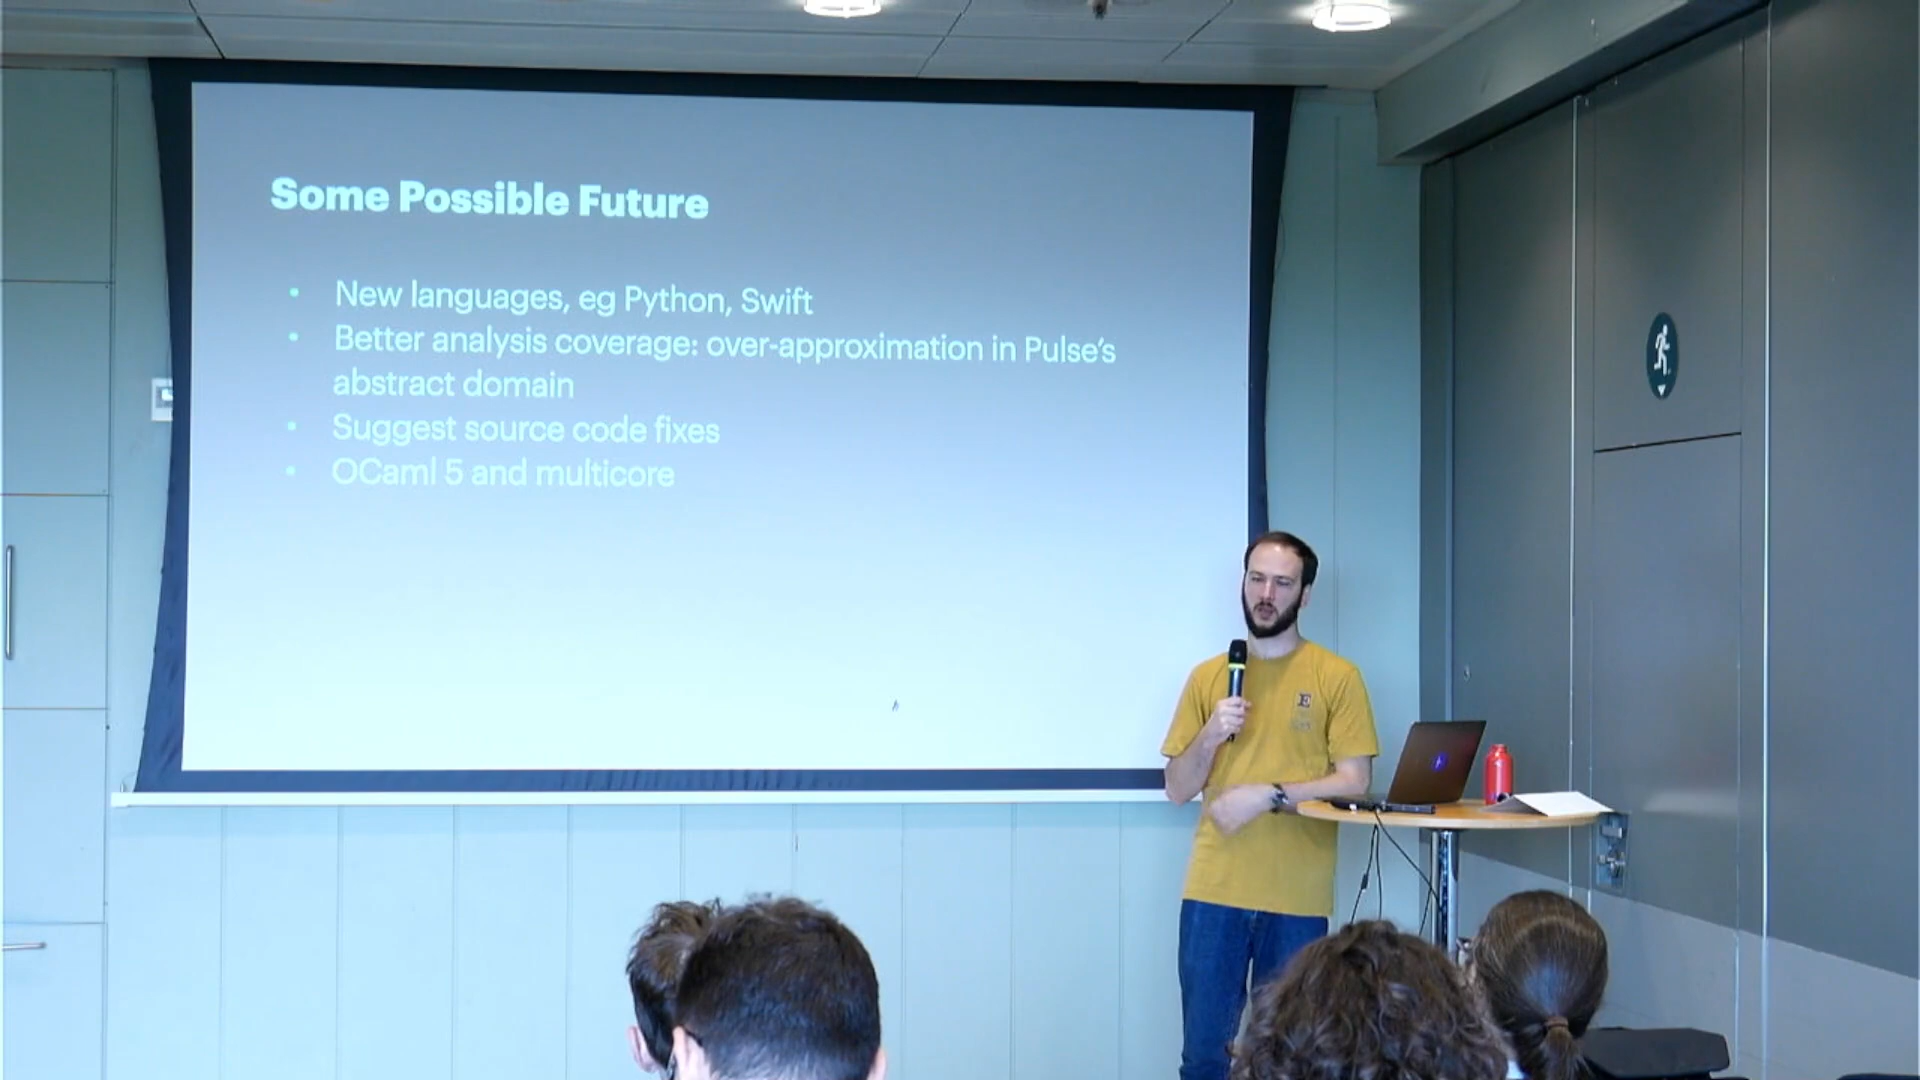 Some Possible Future
• New languages, eg Python, Swift
• Better analysis coverage: over-approximation in Pulse's
abstract domain
• Suggest source code fixes
• OCaml 5 and multicore
E